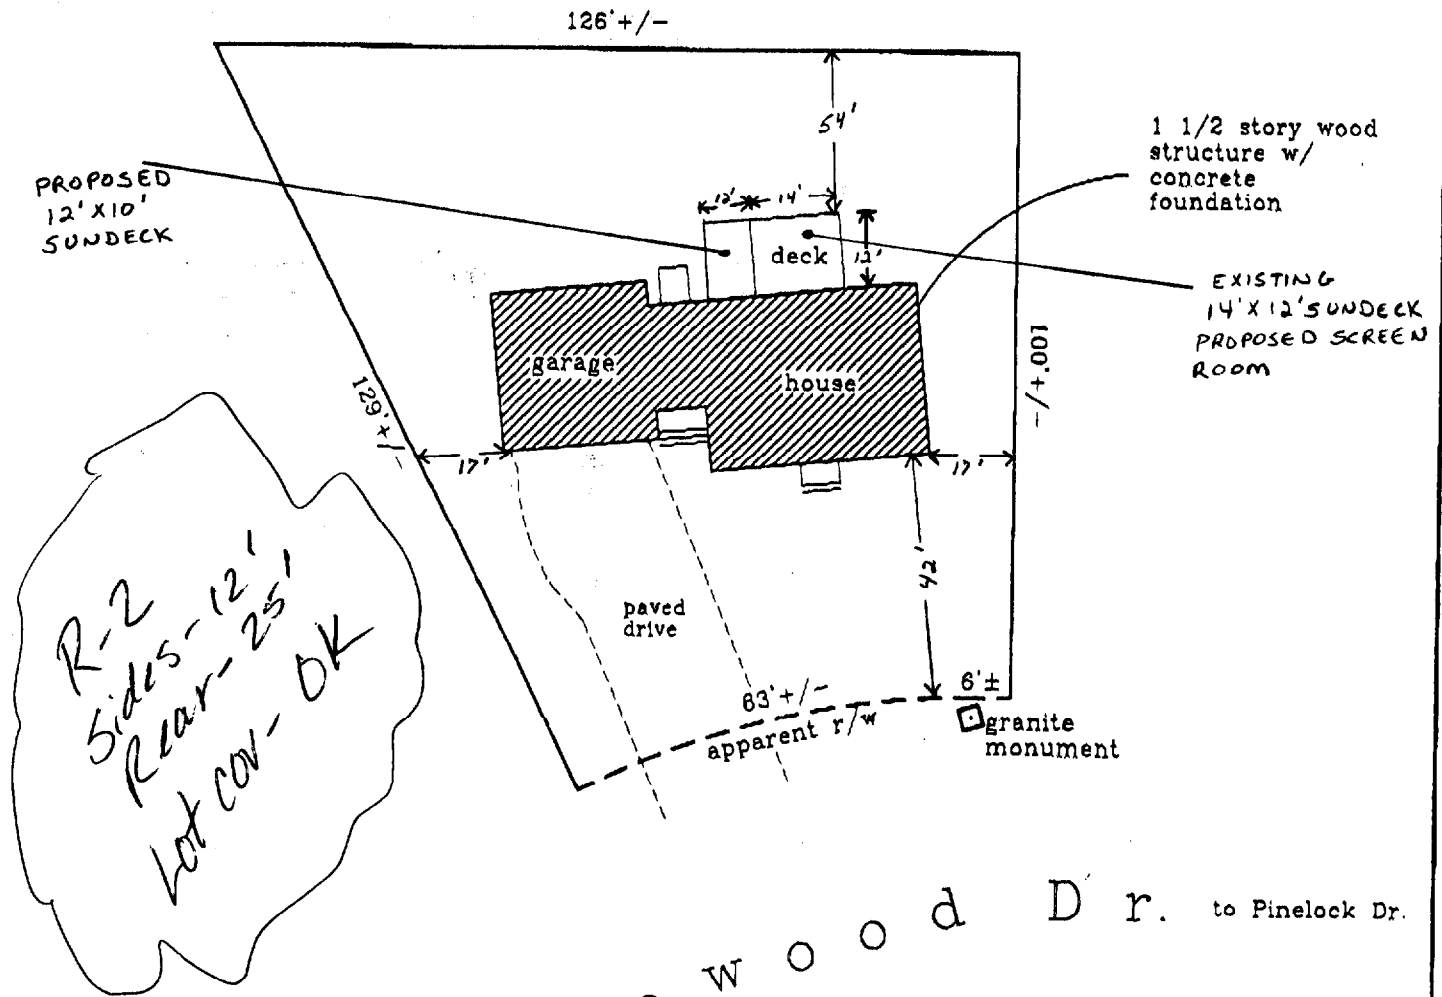 126'+/-
54'
1 1/2 story wood
structure w/
concrete
foundation
PROPOSED
12'X10'
SUNDECK
12'
14'
deck
12'
EXISTING
14'X12'SUNDECK
PROPOSED SCREEN
ROOM
garage
house
100'+/-
129'+/-
17'
17'
42'
R-2
Sides-12'
Rear-25'
Lot cov-OK
paved
drive
63'+/-
6'±
apparent r/w
granite
monument
wood Dr.
to Pinelock Dr.